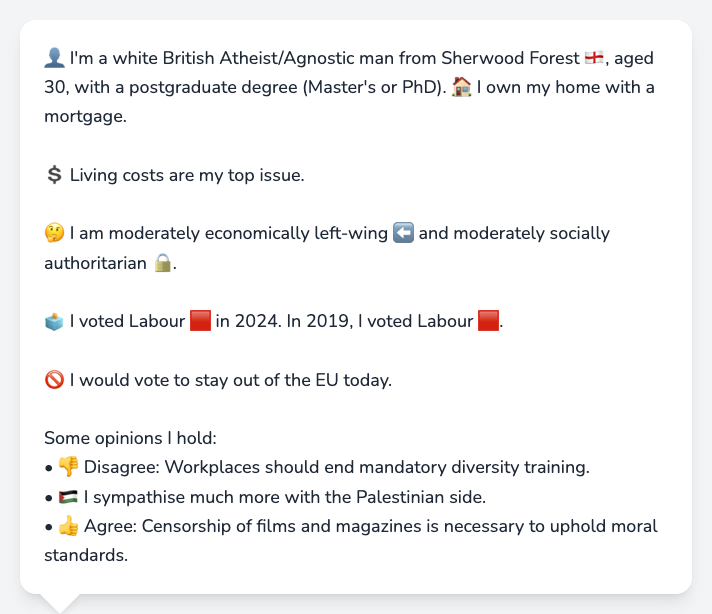 👤 I'm a white British Atheist/Agnostic man from Sherwood Forest 🏴󠁧󠁢󠁥󠁮󠁧󠁿, aged
30, with a postgraduate degree (Master's or PhD). 🏠 I own my home with a
mortgage.
💲 Living costs are my top issue.
🤔 I am moderately economically left-wing ⬅️ and moderately socially
authoritarian 🔒.
🗳️ I voted Labour 🟥 in 2024. In 2019, I voted Labour 🟥.
🚫 I would vote to stay out of the EU today.
Some opinions I hold:
• 👎 Disagree: Workplaces should end mandatory diversity training.
• 🇵🇸 I sympathise much more with the Palestinian side.
• 👍 Agree: Censorship of films and magazines is necessary to uphold moral
standards.